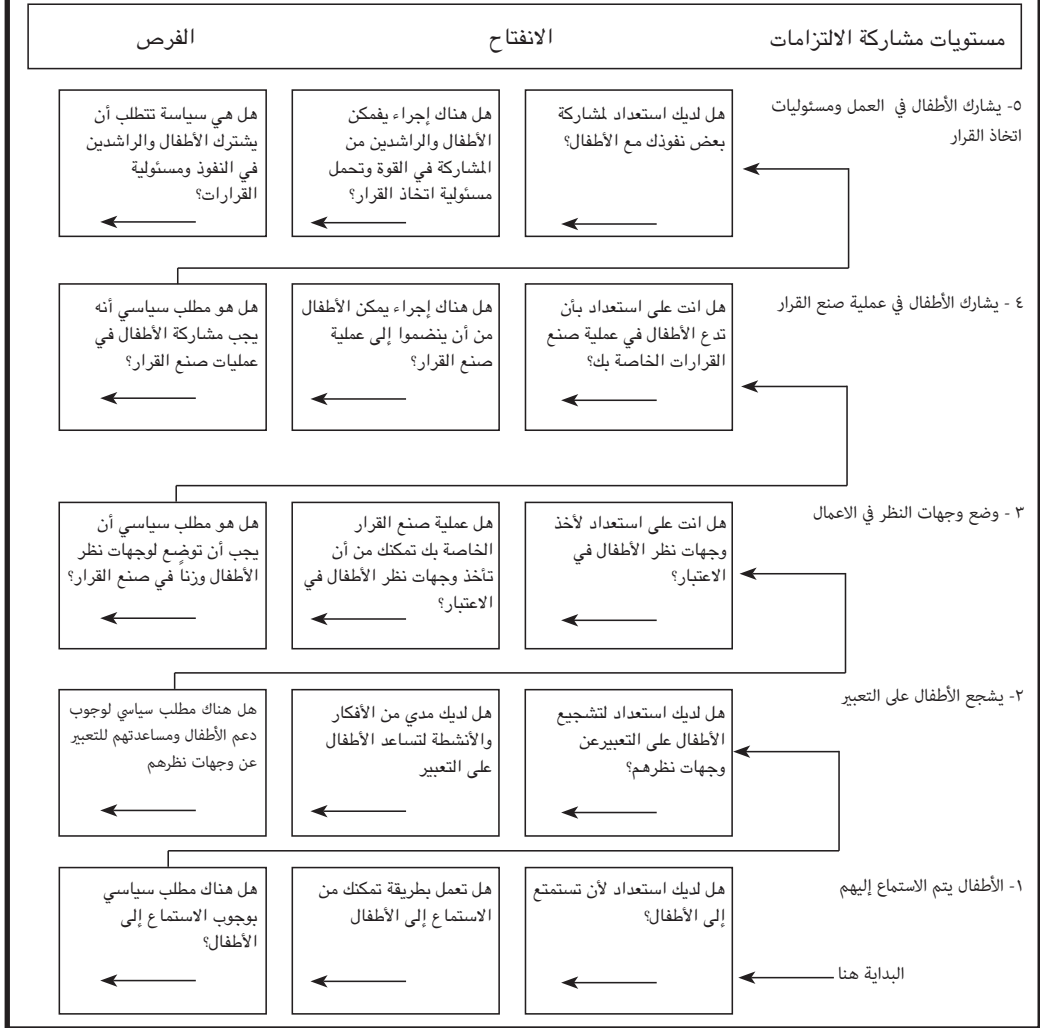 مستويات مشاركة الالتزامات
الانفتاح
الفرص
٥- يشارك الأطفال في العمل ومسئوليات
اتخاذ القرار
هل لديك استعداد لمشاركة
بعض نفوذك مع الأطفال؟
هل هناك إجراء يفمكن
الأطفال والراشدين من
المشاركة في القوة وتحمل
مسئولية اتخاذ القرار؟
هل هي سياسة تتطلب أن
يشترك الأطفال والراشدين
في النفوذ ومسئولية
القرارات؟
٤ - يشارك الأطفال في عملية صنع القرار
هل انت على استعداد بأن
تدع الأطفال في عملية صنع
القرارات الخاصة بك؟
هل هناك إجراء يمكن الأطفال
من أن ينضموا إلى عملية
صنع القرار؟
هل هو مطلب سياسي أنه
يجب مشاركة الأطفال في
عمليات صنع القرار؟
٣ - وضع وجهات النظر في الاعمال
هل انت على استعداد لأخذ
وجهات نظر الأطفال في
الاعتبار؟
هل عملية صنع القرار
الخاصة بك تمكنك من أن
تأخذ وجهات نظر الأطفال في
الاعتبار؟
هل هو مطلب سياسي أن
يجب أن توضع لوجهات نظر
الأطفال وزناً في صنع القرار؟
٢- يشجع الأطفال على التعبير
هل لديك استعداد لتشجيع
الأطفال على التعبيرعن
وجهات نظرهم؟
هل لديك مدي من الأفكار
والأنشطة لتساعد الأطفال
على التعبير
هل هناك مطلب سياسي لوجوب
دعم الأطفال ومساعدتهم للتعبير
عن وجهات نظرهم
١- الأطفال يتم الاستماع إليهم
هل لديك استعداد لأن تستمتع
إلى الأطفال؟
هل تعمل بطريقة تمكنك من
الاستماع إلى الأطفال
هل هناك مطلب سياسي
بوجوب الاستماع إلى
الأطفال؟
البداية هنا